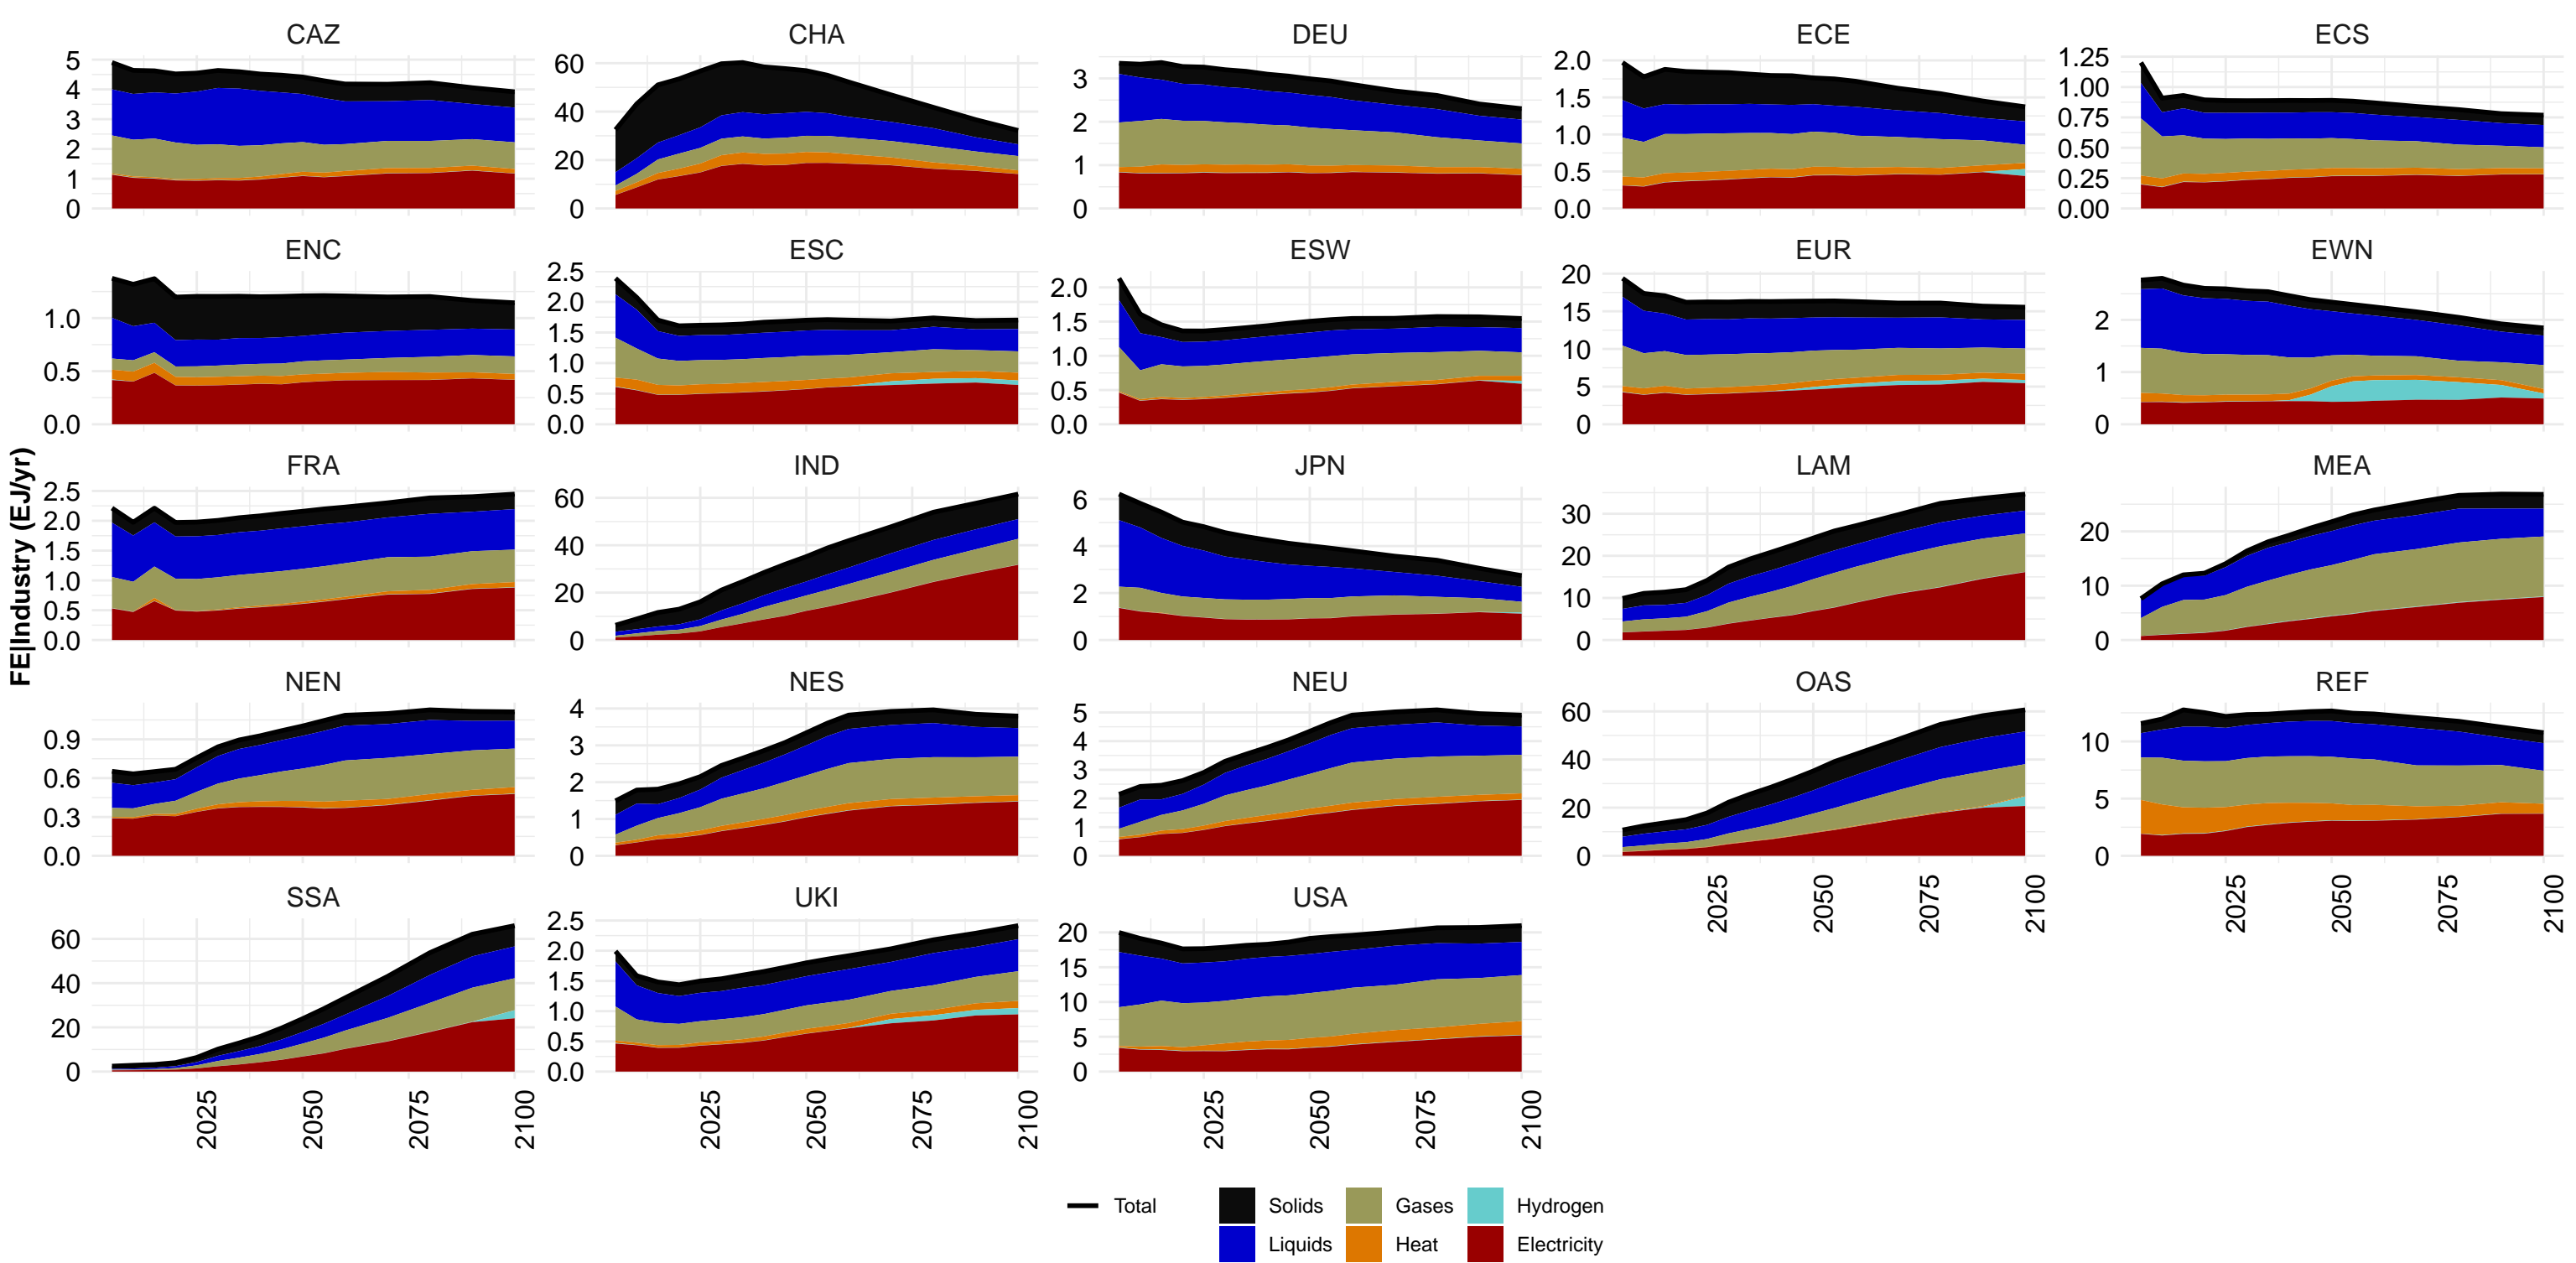 CAZ CHA DEU ECE ECS
5 4 3 2 1 0
60 40 20 0
3 2 1 0
2.0 1.5 1.0 0.5 0.0
1.25 1.00 0.75 0.50 0.25 0.00
ENC ESC ESW EUR EWN
1.0 0.5 0.0
2.5 2.0 1.5 1.0 0.5 0.0
2.0 1.5 1.0 0.5 0.0
20 15 10 5 0
2 1 0
FE|Industry (EJ/yr)
FRA IND JPN LAM MEA
2.5 2.0 1.5 1.0 0.5 0.0
60 40 20 0
6 4 2 0
30 20 10 0
20 10 0
NEN NES NEU OAS REF
0.9 0.6 0.3 0.0
4 3 2 1 0
5 4 3 2 1 0
60 40 20 0
10 5 0
2025 2050 2075 2100
2025 2050 2075 2100
SSA UKI USA
60 40 20 0
2.5 2.0 1.5 1.0 0.5 0.0
20 15 10 5 0
2025 2050 2075 2100
2025 2050 2075 2100
2025 2050 2075 2100
Total Solids Gases Hydrogen
Liquids Heat Electricity